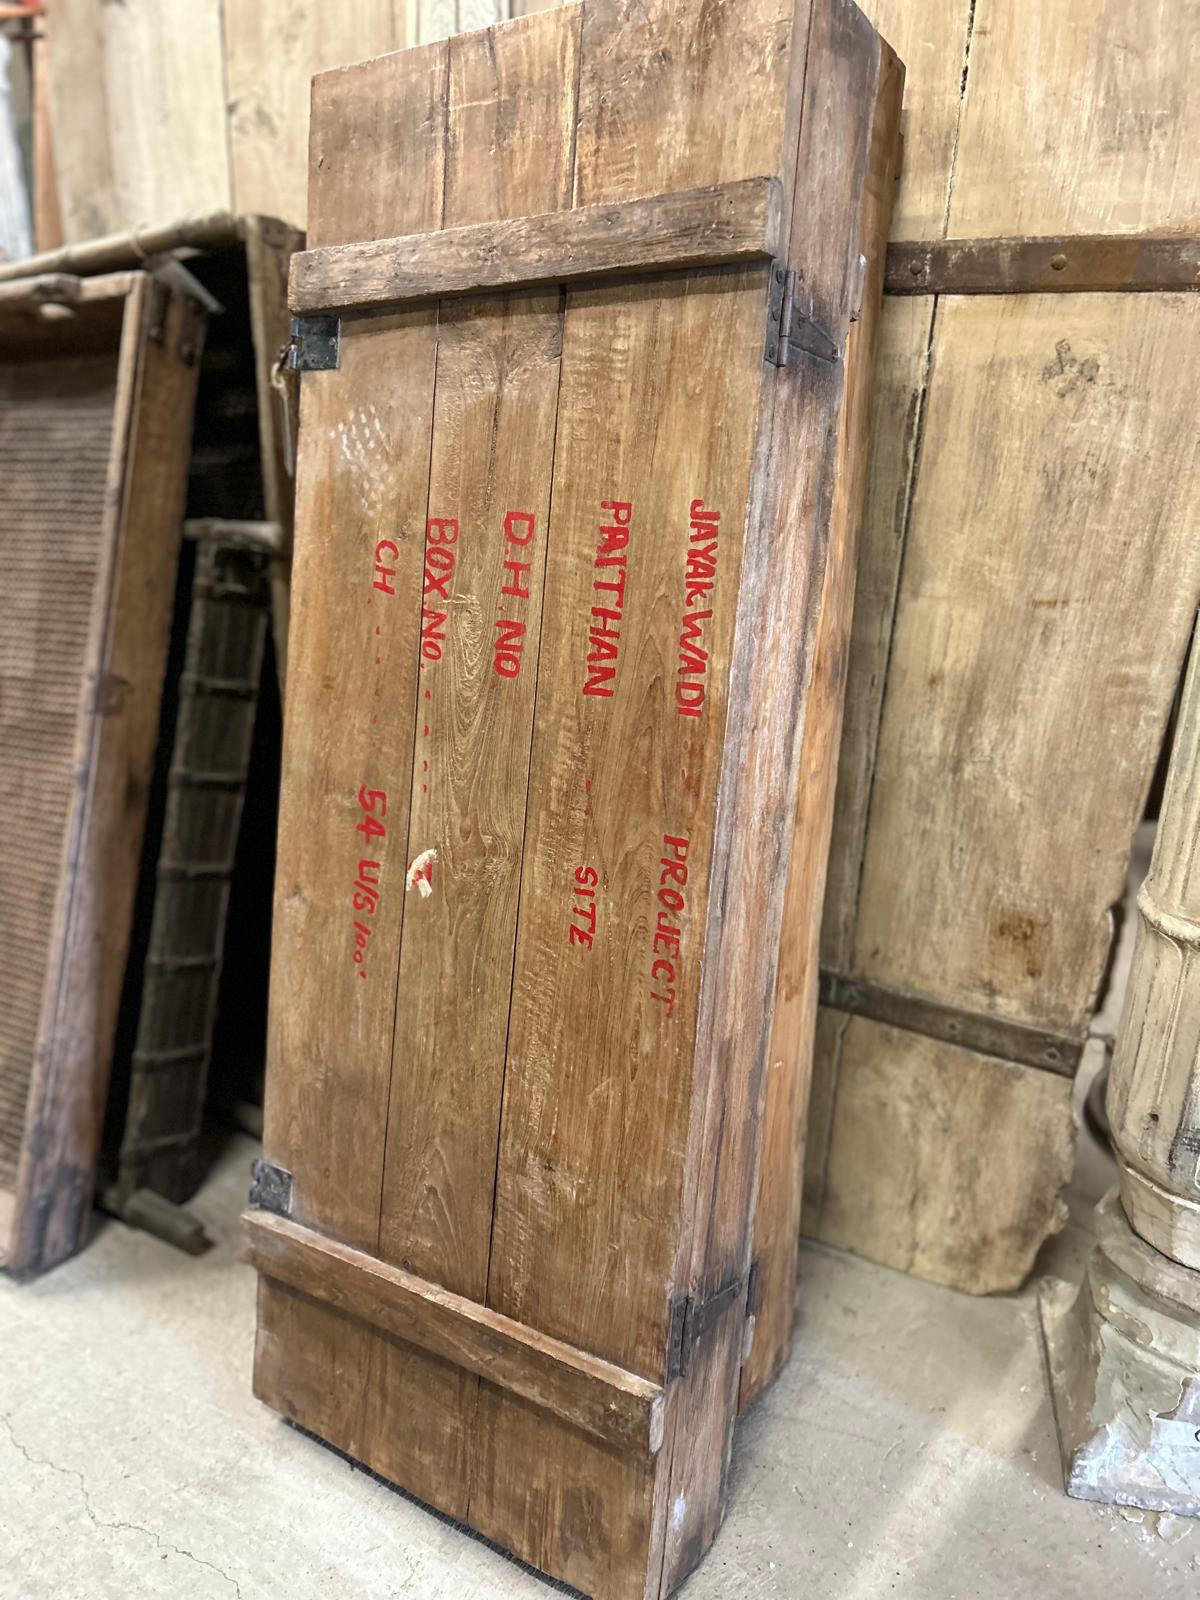 JAYAKWADI - - PROJECT
PAITHAN - - SITE
D.H.NO.
BOX.NO. - - - -
CH. - - - - 54 U/S 100'